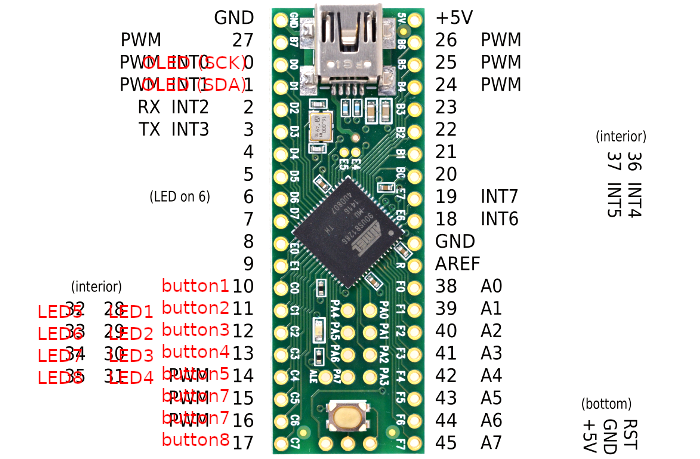 GND +5V
PWM 27 26 PWM
PWM INT0 0 OLED (SCK) 25 PWM
PWM INT1 1 OLED (SDA) 24 PWM
RX INT2 2 23
TX INT3 3 22
4 21
5 20
(LED on 6) 6 19 INT7
7 18 INT6
8 GND
9 AREF
(interior) button1 10 38 A0
32 LED5 28 LED1 button2 11 39 A1
33 LED6 29 LED2 button3 12 40 A2
34 LED7 30 LED3 button4 13 41 A3
35 LED8 31 LED4 PWM button5 14 42 A4
PWM button7 15 43 A5
PWM button7 16 44 A6
button8 17 45 A7
(interior)
36 INT4
37 INT5
(bottom)
RST
GND
+5V
GND 5V
B7 B6
D0 B5
D1 B4
D2 B3
D3 B2
D4 E5 E4 B1
D5 B0
D6 E7
D7 E6
E0
E1 R
C0 F0
C1 PA4 PA0 F1
C2 PA5 PA1 F2
C3 PA6 PA2 F3
C4 ALE PA7 PA3 F4
C5 F5
C6 F6
C7 F7